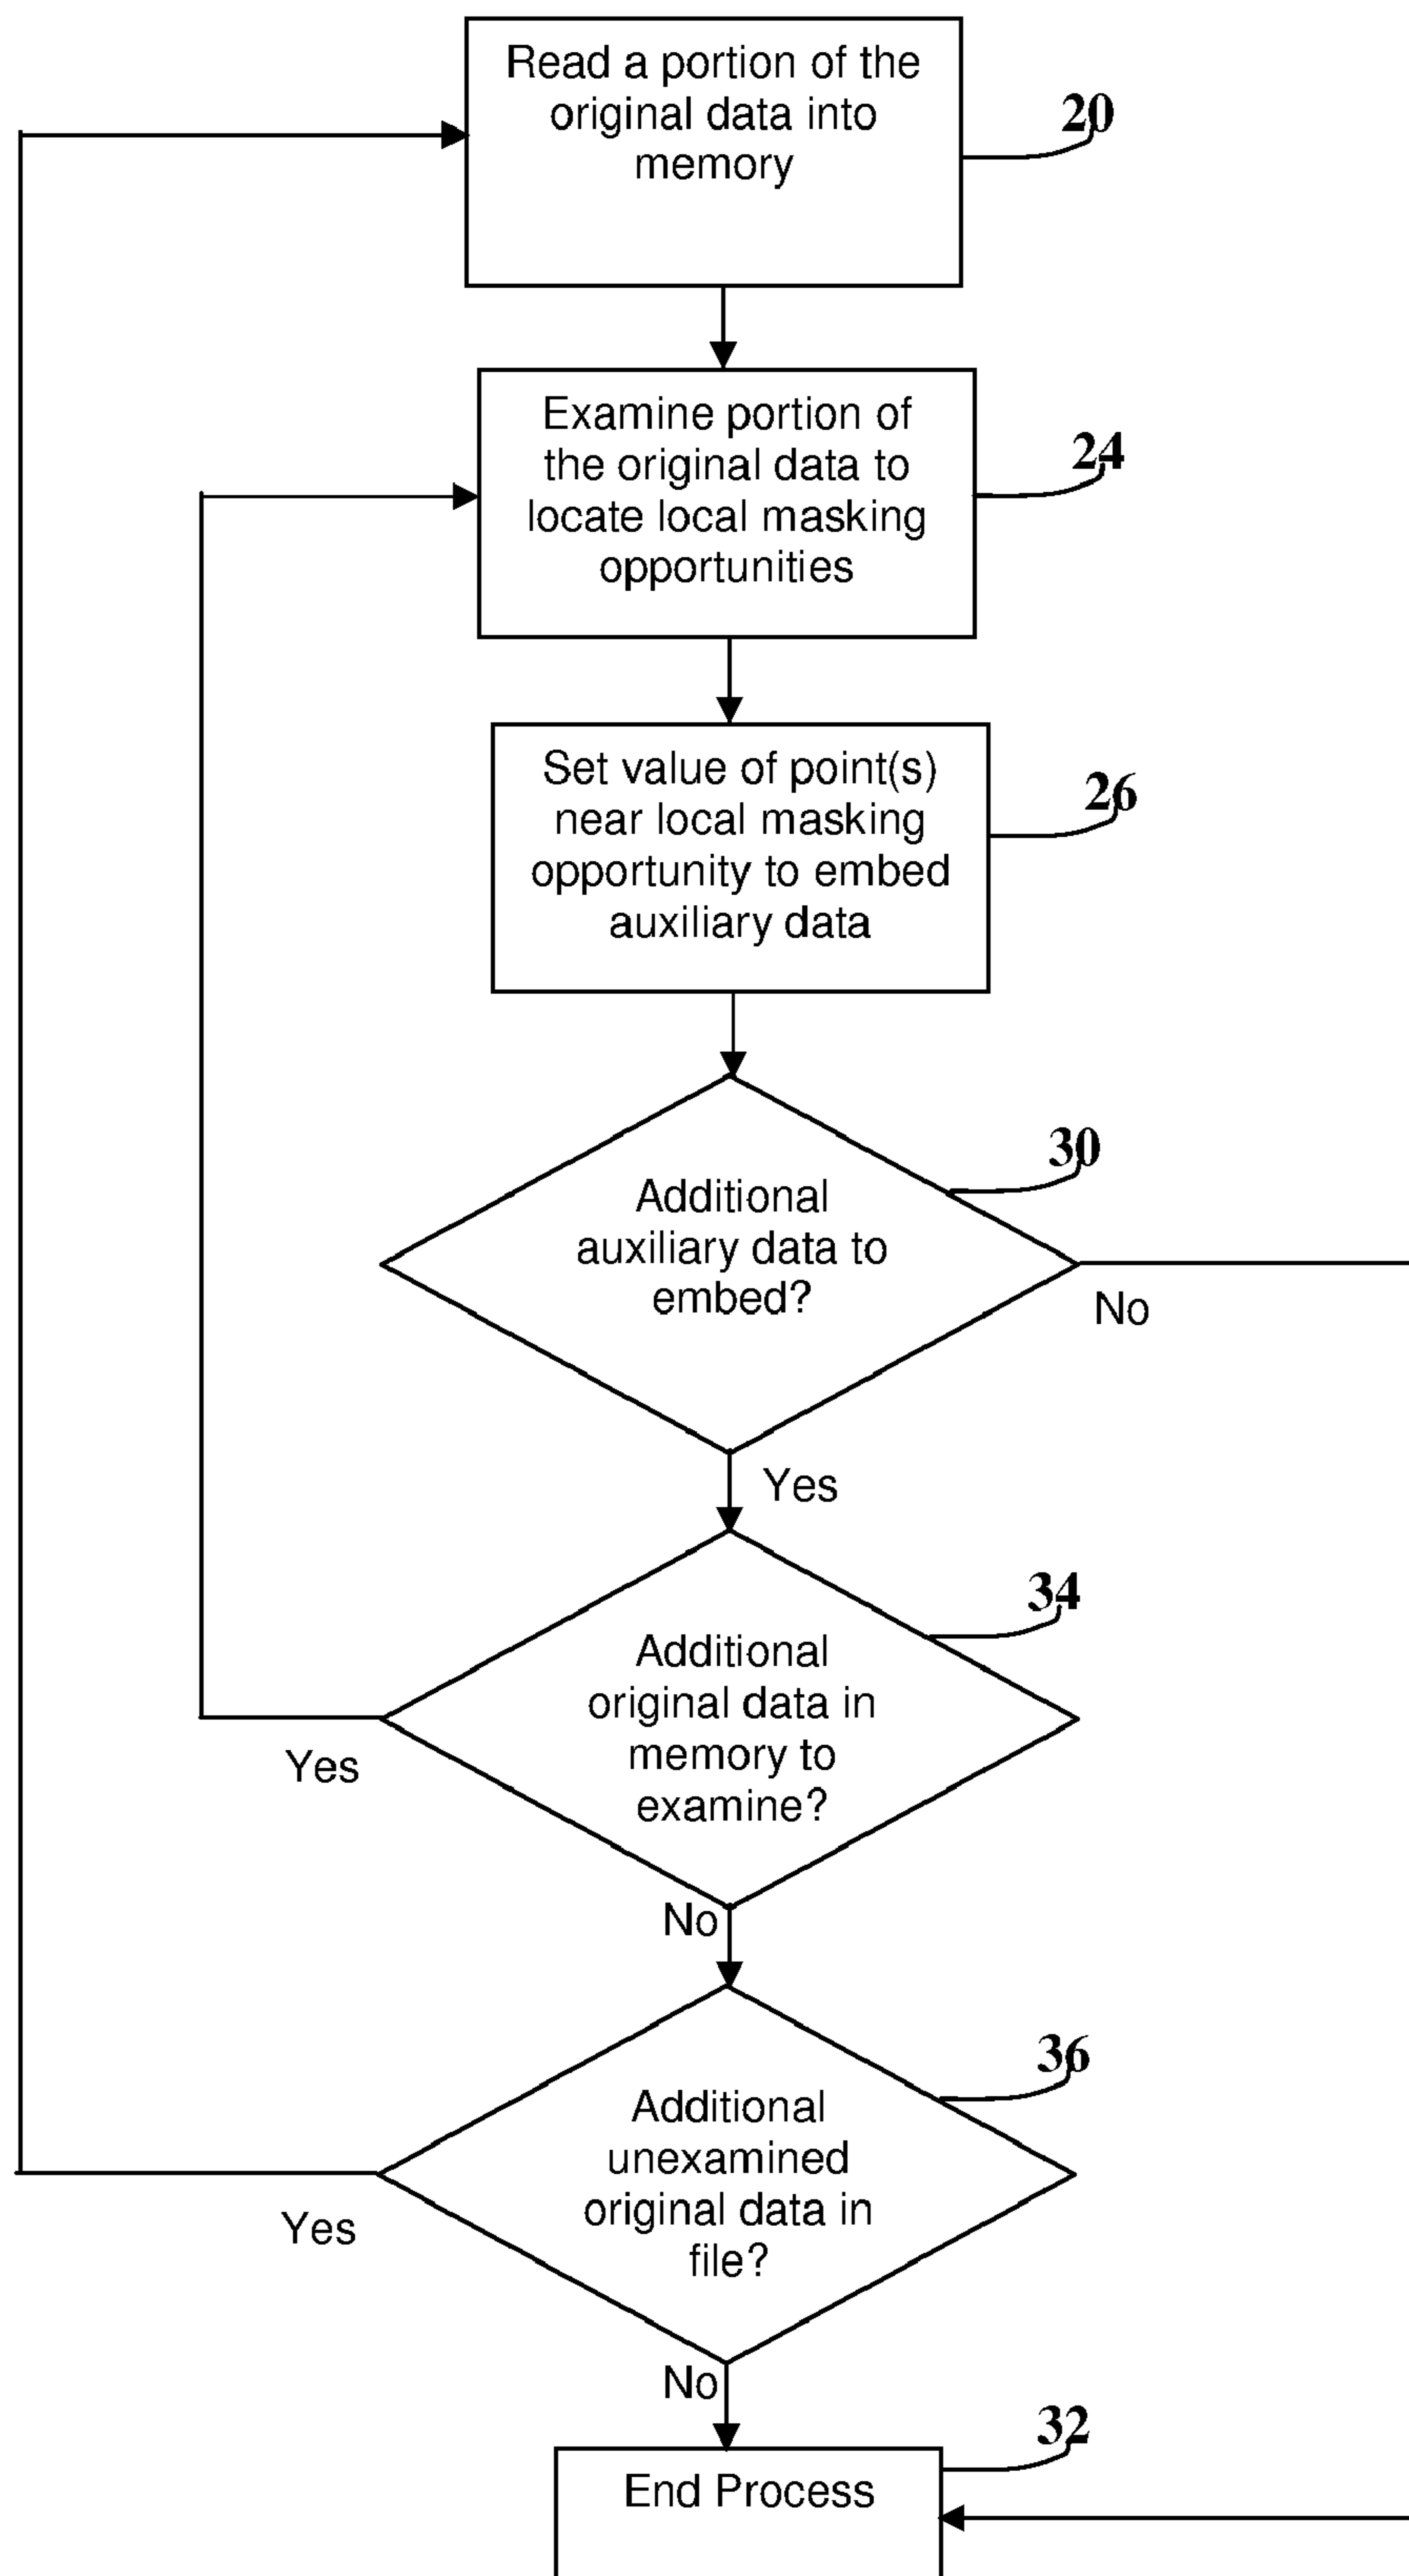 Read a portion of the
original data into
memory
20
Examine portion of
the original data to
locate local masking
opportunities
24
Set value of point(s)
near local masking
opportunity to embed
auxiliary data
26
Additional
auxiliary data to
embed?
30
No
Yes
Additional
original data in
memory to
examine?
34
Yes
No
Additional
unexamined
original data in
file?
36
Yes
No
End Process
32